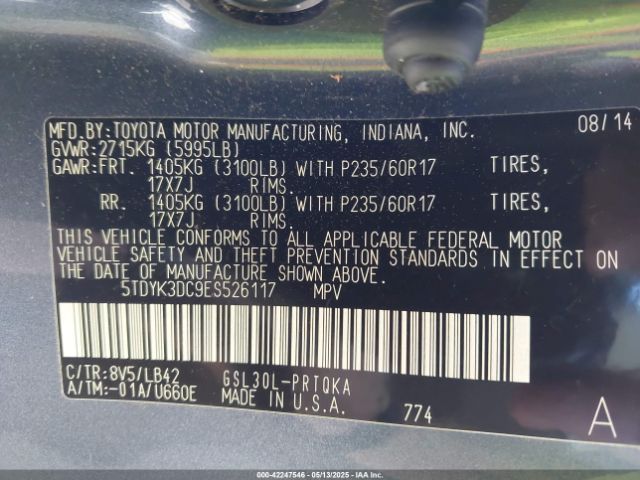 MFD.BY:TOYOTA MOTOR MANUFACTURING, INDIANA, INC. 08/14
GVWR:2715KG (5995LB)
GAWR:FRT. 1405KG (3100LB) WITH P235/60R17 TIRES,
17X7J RIMS.
RR. 1405KG (3100LB) WITH P235/60R17 TIRES,
17X7J RIMS.
THIS VEHICLE CONFORMS TO ALL APPLICABLE FEDERAL MOTOR
VEHICLE SAFETY AND THEFT PREVENTION STANDARDS IN EFFECT ON
THE DATE OF MANUFACTURE SHOWN ABOVE.
5TDYK3DC9ES526117 MPV
C/TR:8V5/LB42 GSL30L-PRTQKA
A/TM:-01A/U660E MADE IN U.S.A. 774 A
000-42247546 - 05/13/2025 - IAAI.COM